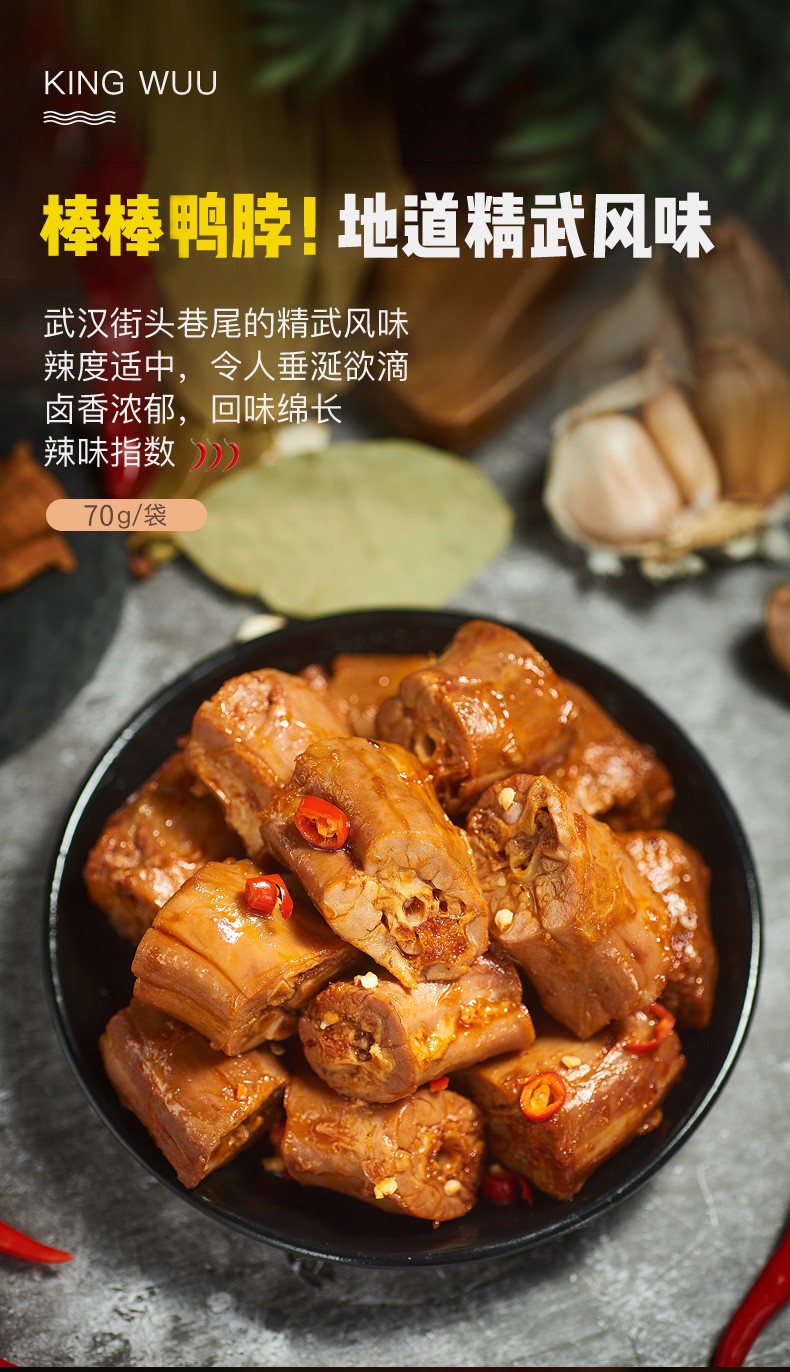 KING WUU
棒棒鸭脖！地道精武风味
武汉街头巷尾的精武风味
辣度适中，令人垂涎欲滴
卤香浓郁，回味绵长
辣味指数
70g/袋